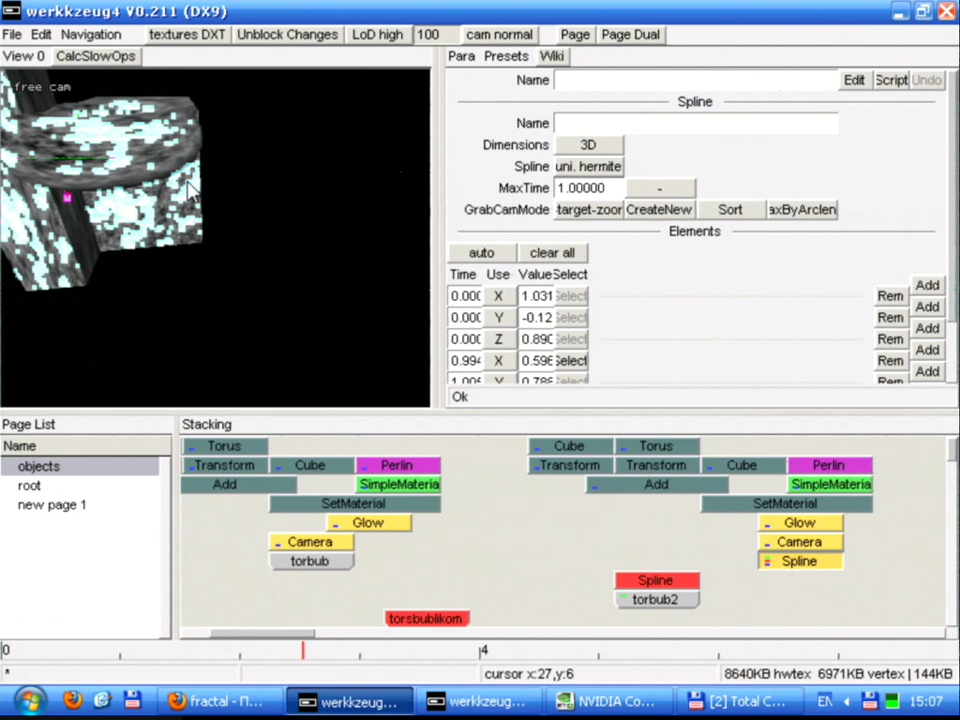 werkkzeug4 V0.211 (DX9)
File Edit Navigation textures DXT Unblock Changes LoD high 100 cam normal Page Page Dual
View 0 CalcSlowOps
Para Presets Wiki
free cam
Name Edit Script Undo
Spline
Name
Dimensions 3D
Spline uni. hermite
MaxTime 1.00000 -
GrabCamMode target-zoor CreateNew Sort axByArclen
Elements
auto clear all
Time Use Value Select
Add
0.000 X 1.031 Select Rem
Add
0.000 Y -0.12 Select Rem
Add
0.000 Z 0.890 Select Rem
Add
0.994 X 0.596 Select Rem
Add
1.005 Y 0.788 Select Rem
Ok
Page List
Name
objects
root
new page 1
Stacking
Torus Cube Torus
Transform Cube Perlin Transform Transform Cube Perlin
Add SimpleMateria Add SimpleMateria
SetMaterial SetMaterial
Glow Glow
Camera Camera
torbub Spline
Spline
torbub2
torsbublikom
0 4
* cursor x:27,y:6 8640KB hwtex 6971KB vertex 144KB
fractal - П... werkkzeug... werkkzeug... NVIDIA Co... [2] Total C... EN 15:07